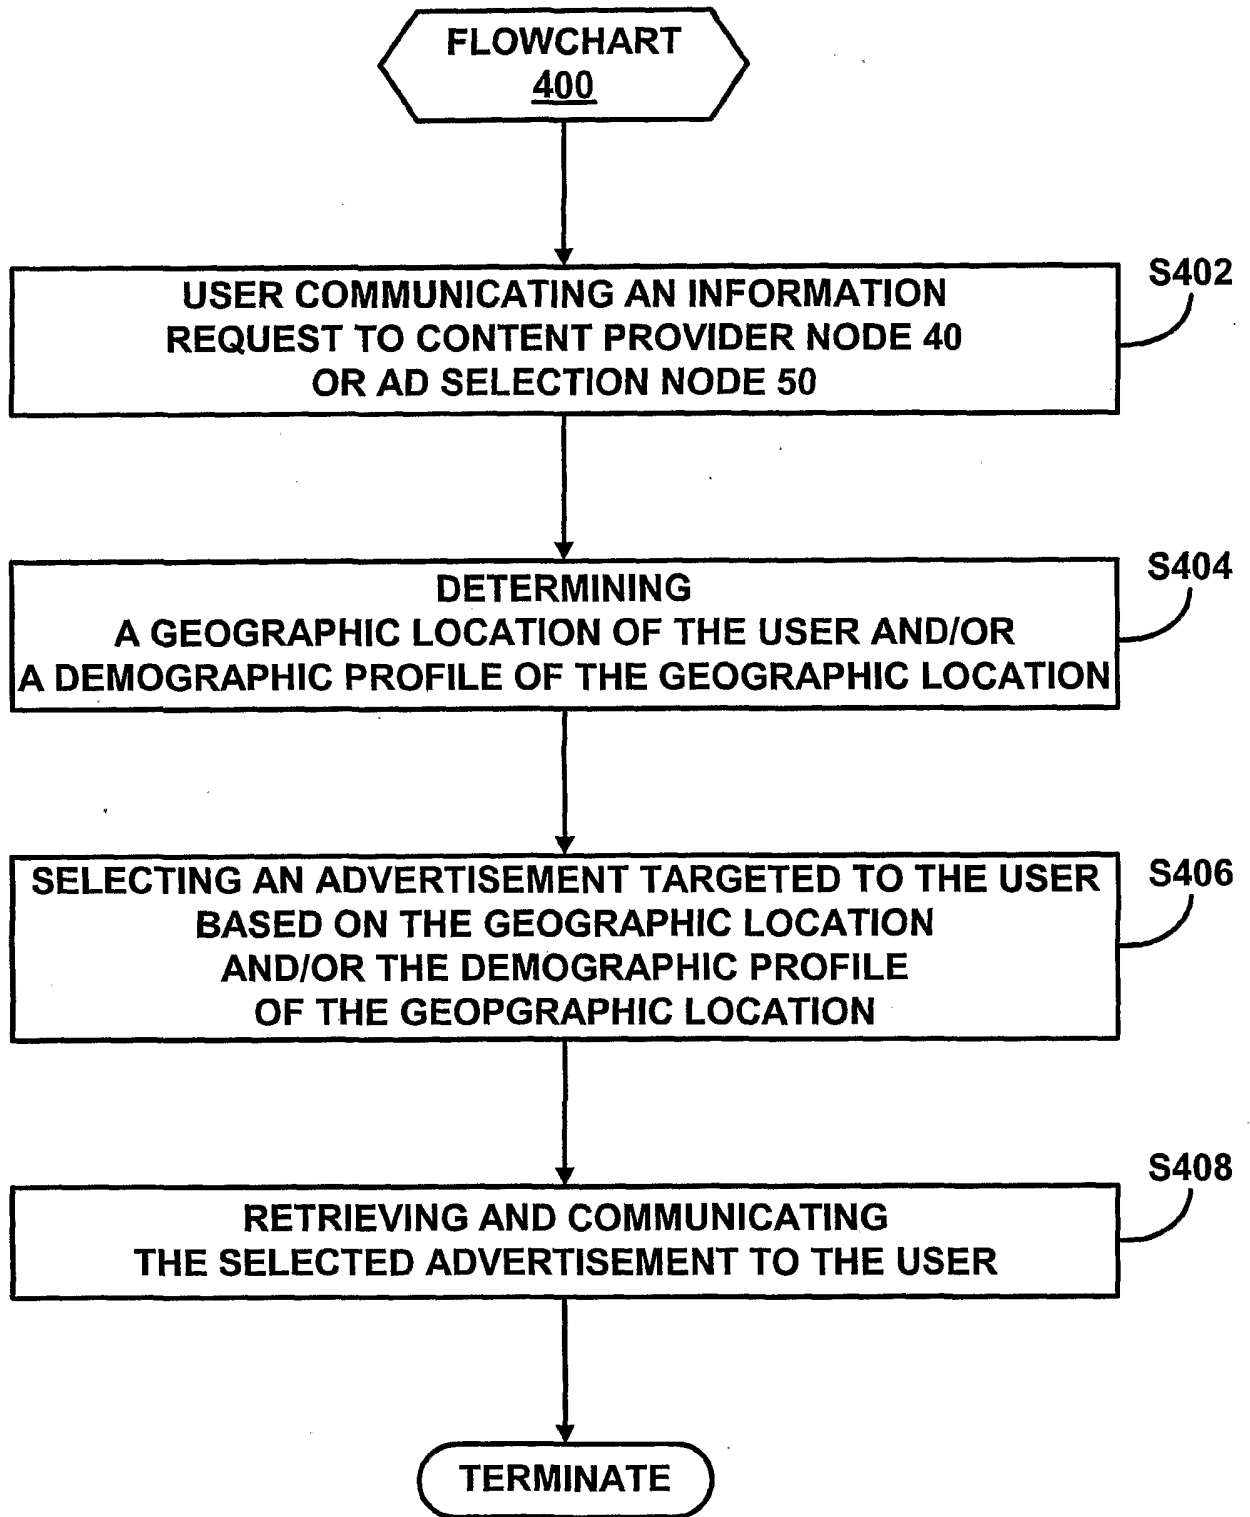 FLOWCHART
400
S402
USER COMMUNICATING AN INFORMATION
REQUEST TO CONTENT PROVIDER NODE 40
OR AD SELECTION NODE 50
S404
DETERMINING
A GEOGRAPHIC LOCATION OF THE USER AND/OR
A DEMOGRAPHIC PROFILE OF THE GEOGRAPHIC LOCATION
S406
SELECTING AN ADVERTISEMENT TARGETED TO THE USER
BASED ON THE GEOGRAPHIC LOCATION
AND/OR THE DEMOGRAPHIC PROFILE
OF THE GEOPGRAPHIC LOCATION
S408
RETRIEVING AND COMMUNICATING
THE SELECTED ADVERTISEMENT TO THE USER
TERMINATE